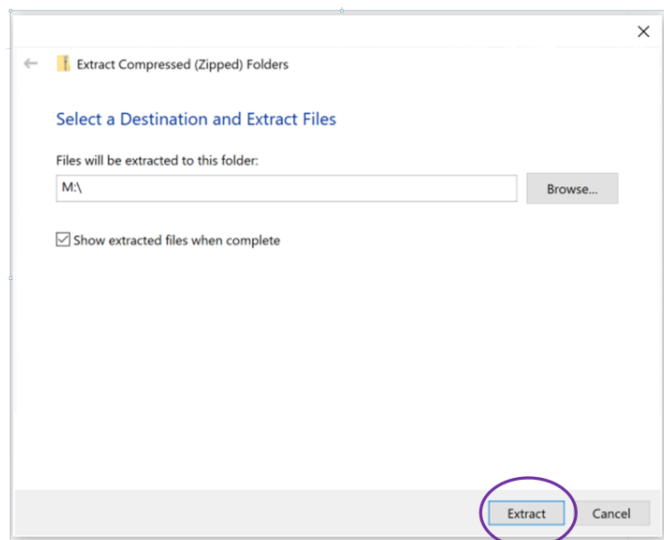 Extract Compressed (Zipped) Folders
Select a Destination and Extract Files
Files will be extracted to this folder:
M:\
Browse...
Show extracted files when complete
Extract
Cancel